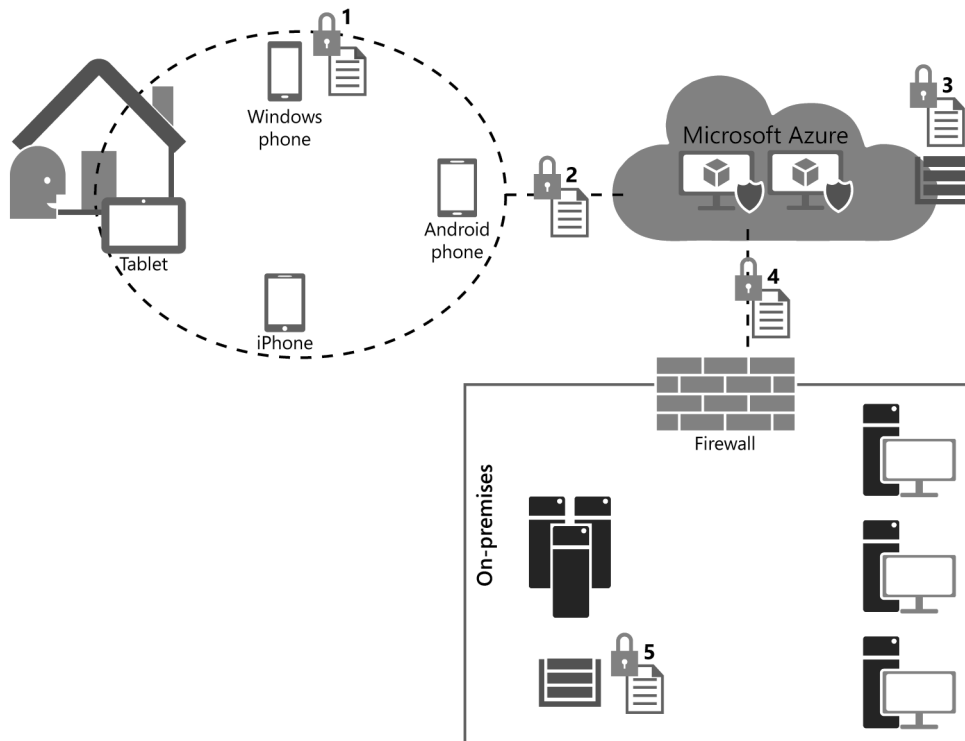 1
Windows
phone
Tablet
Android
phone
iPhone
2
Microsoft Azure
3
4
Firewall
On-premises
5